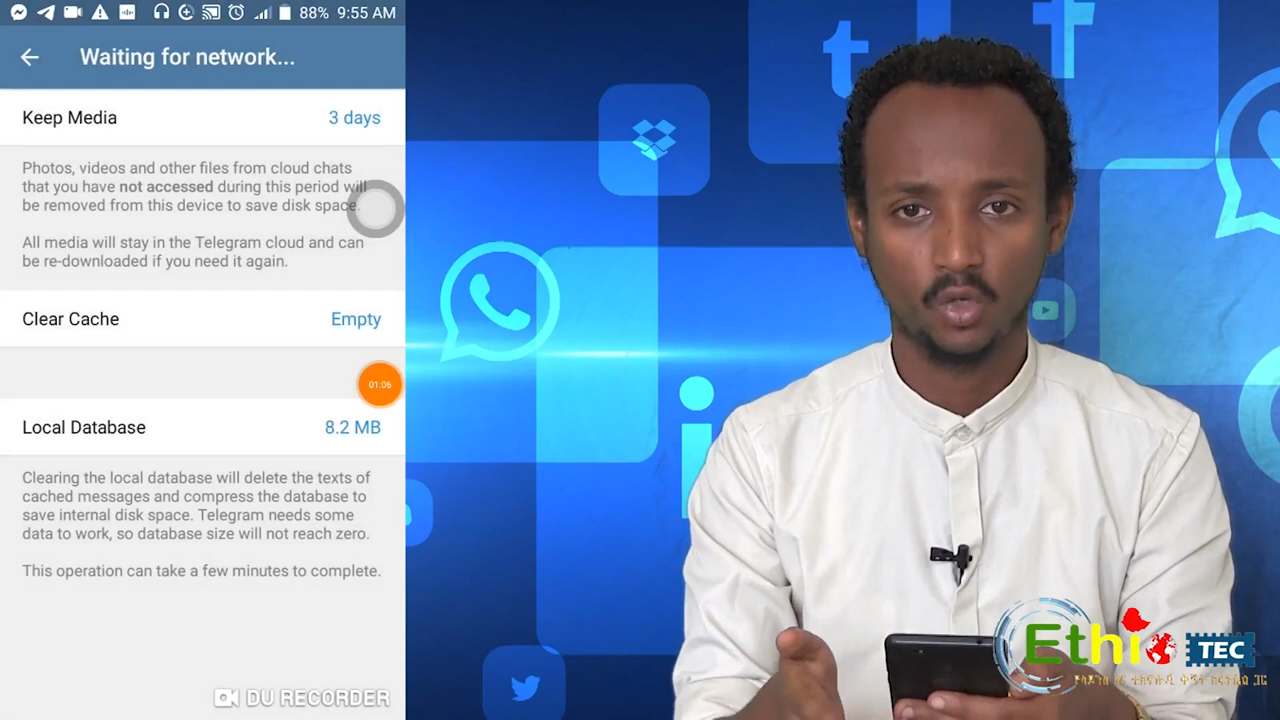 88% 9:55 AM
Waiting for network...
Keep Media 3 days
Photos, videos and other files from cloud chats
that you have not accessed during this period will
be removed from this device to save disk space.
All media will stay in the Telegram cloud and can
be re-downloaded if you need it again.
Clear Cache Empty
01:06
Local Database 8.2 MB
Clearing the local database will delete the texts of
cached messages and compress the database to
save internal disk space. Telegram needs some
data to work, so database size will not reach zero.
This operation can take a few minutes to complete.
DU RECORDER
Ethio TEC